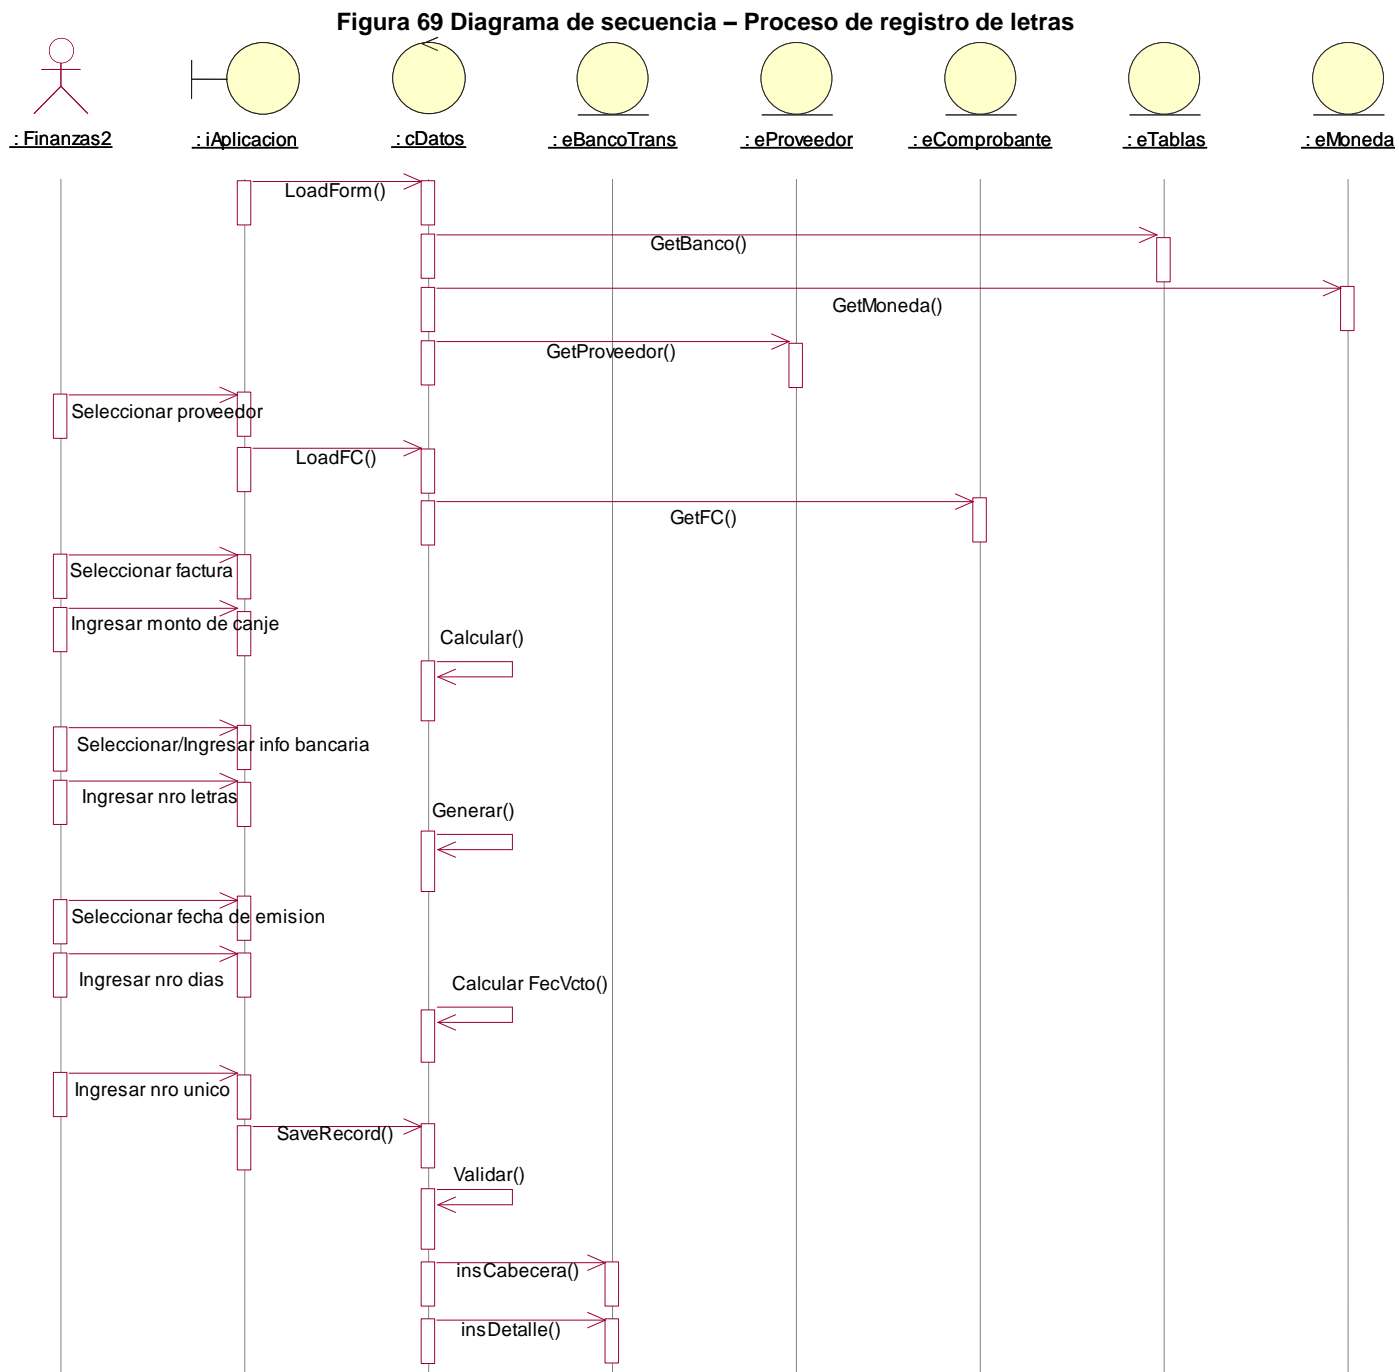 Figura 69 Diagrama de secuencia – Proceso de registro de letras
: Finanzas2
: iAplicacion
: cDatos
: eBancoTrans
: eProveedor
: eComprobante
: eTablas
: eMoneda
LoadForm()
GetBanco()
GetMoneda()
GetProveedor()
Seleccionar proveedor
LoadFC()
GetFC()
Seleccionar factura
Ingresar monto de canje
Calcular()
Seleccionar/Ingresar info bancaria
Ingresar nro letras
Generar()
Seleccionar fecha de emision
Ingresar nro dias
Calcular FecVcto()
Ingresar nro unico
SaveRecord()
Validar()
insCabecera()
insDetalle()